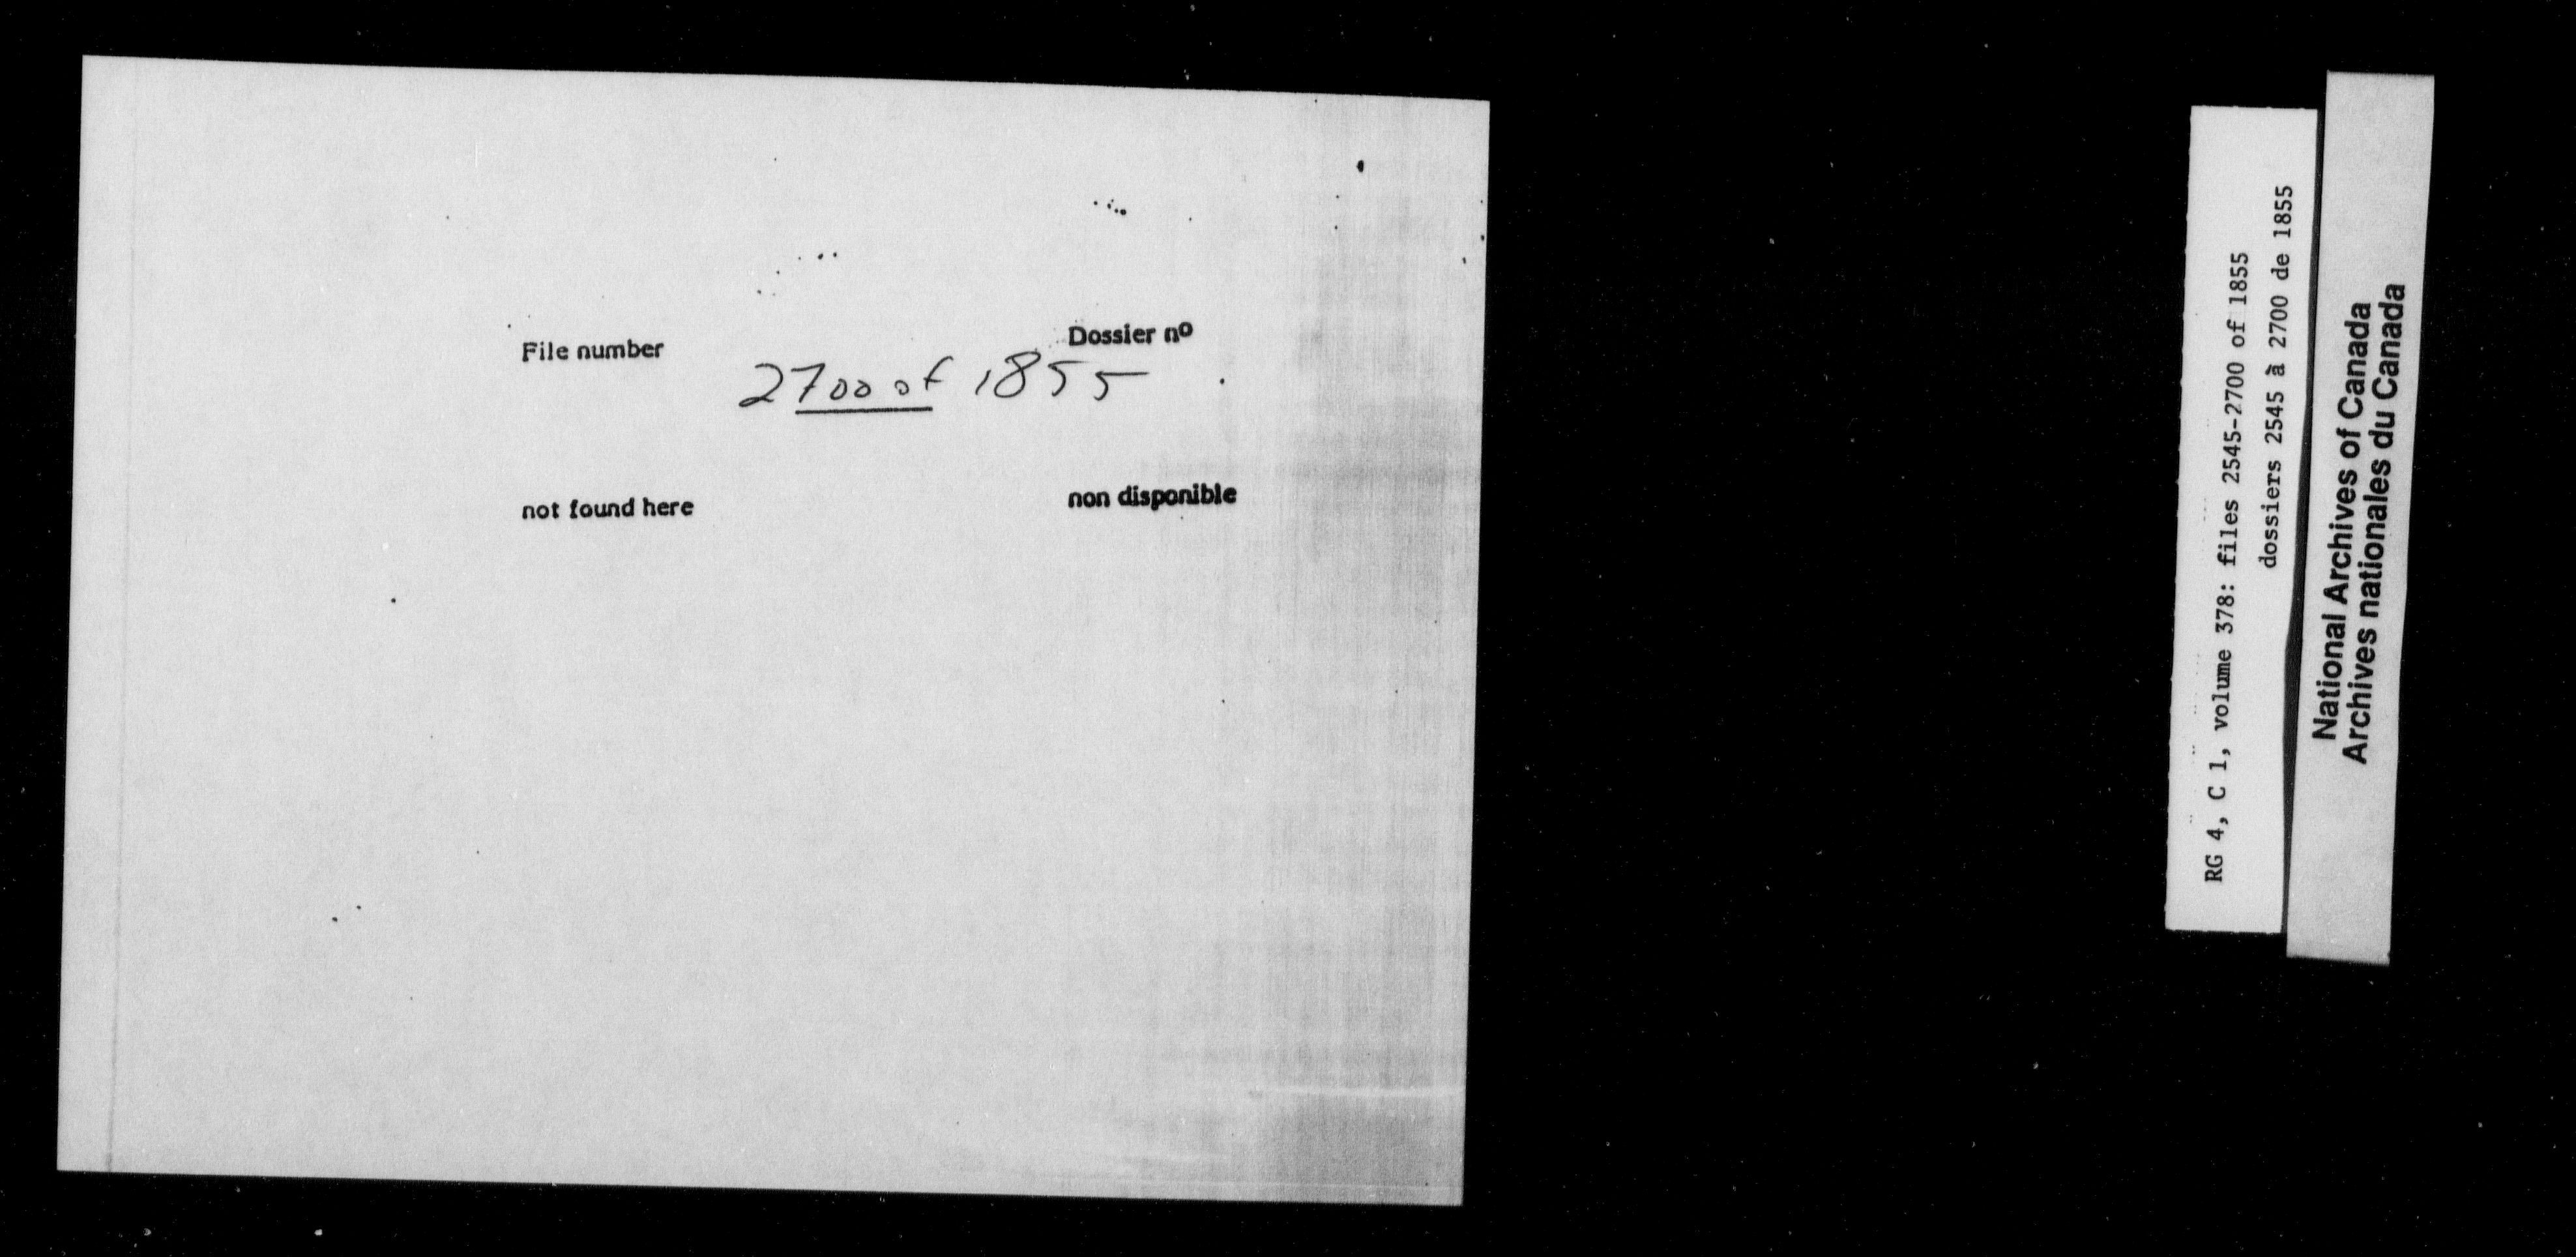 File number
Dossier nº
2700 of 1855
not found here
non disponible
RG 4, C 1, volume 378: files 2545-2700 of 1855
dossiers 2545 à 2700 de 1855
National Archives of Canada
Archives nationales du Canada